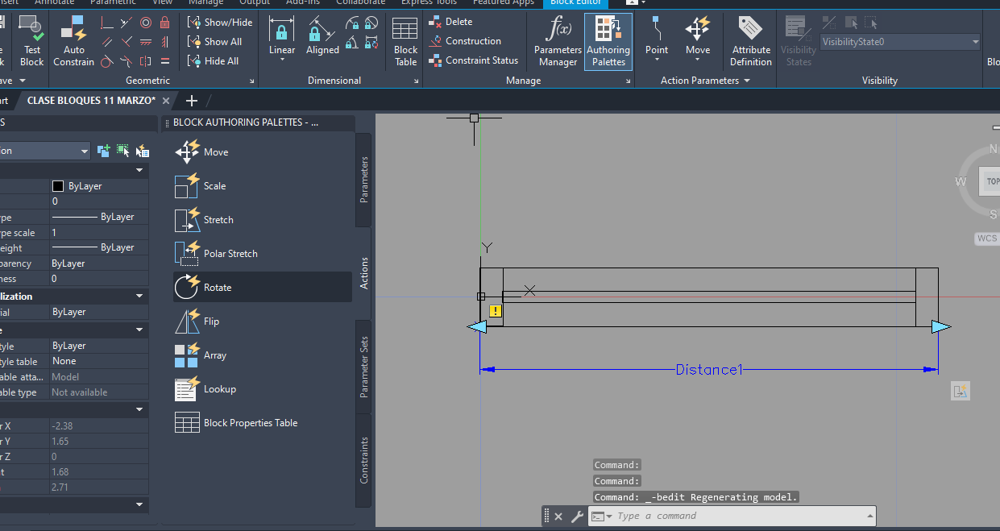 nsert Annotate Parametric View Manage Output Add-ins Collaborate Express Tools Featured Apps Block Editor
Test Block
Auto Constrain
Show/Hide
Show All
Hide All
Geometric
Linear
Aligned
Dimensional
Block Table
Delete
Construction
Constraint Status
Parameters Manager
Authoring Palettes
Manage
Point
Move
Action Parameters
Attribute Definition
Visibility States
VisibilityState0
Visibility
ave
Blo
rt
CLASE BLOQUES 11 MARZO*
S
BLOCK AUTHORING PALETTES - ...
ion
ByLayer
0
ype ByLayer
ype scale 1
eight ByLayer
parency ByLayer
ness 0
lization
ial ByLayer
e
tyle ByLayer
tyle table None
able atta... Model
able type Not available
r X -2.38
r Y 1.65
r Z 0
t 1.68
2.71
Move
Scale
Stretch
Polar Stretch
Rotate
Flip
Array
Lookup
Block Properties Table
Parameters
Actions
Parameter Sets
Constraints
Y
X
!
Distance1
N
W
TOP
S
WCS
Command:
Command:
Command: _-bedit Regenerating model.
Type a command